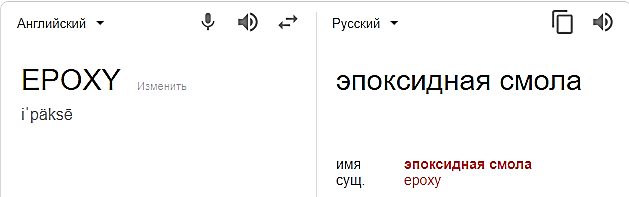 Английский
EPOXY Изменить
iˈpäksē
Русский
эпоксидная смола
имя сущ.
эпоксидная смола
epoxy